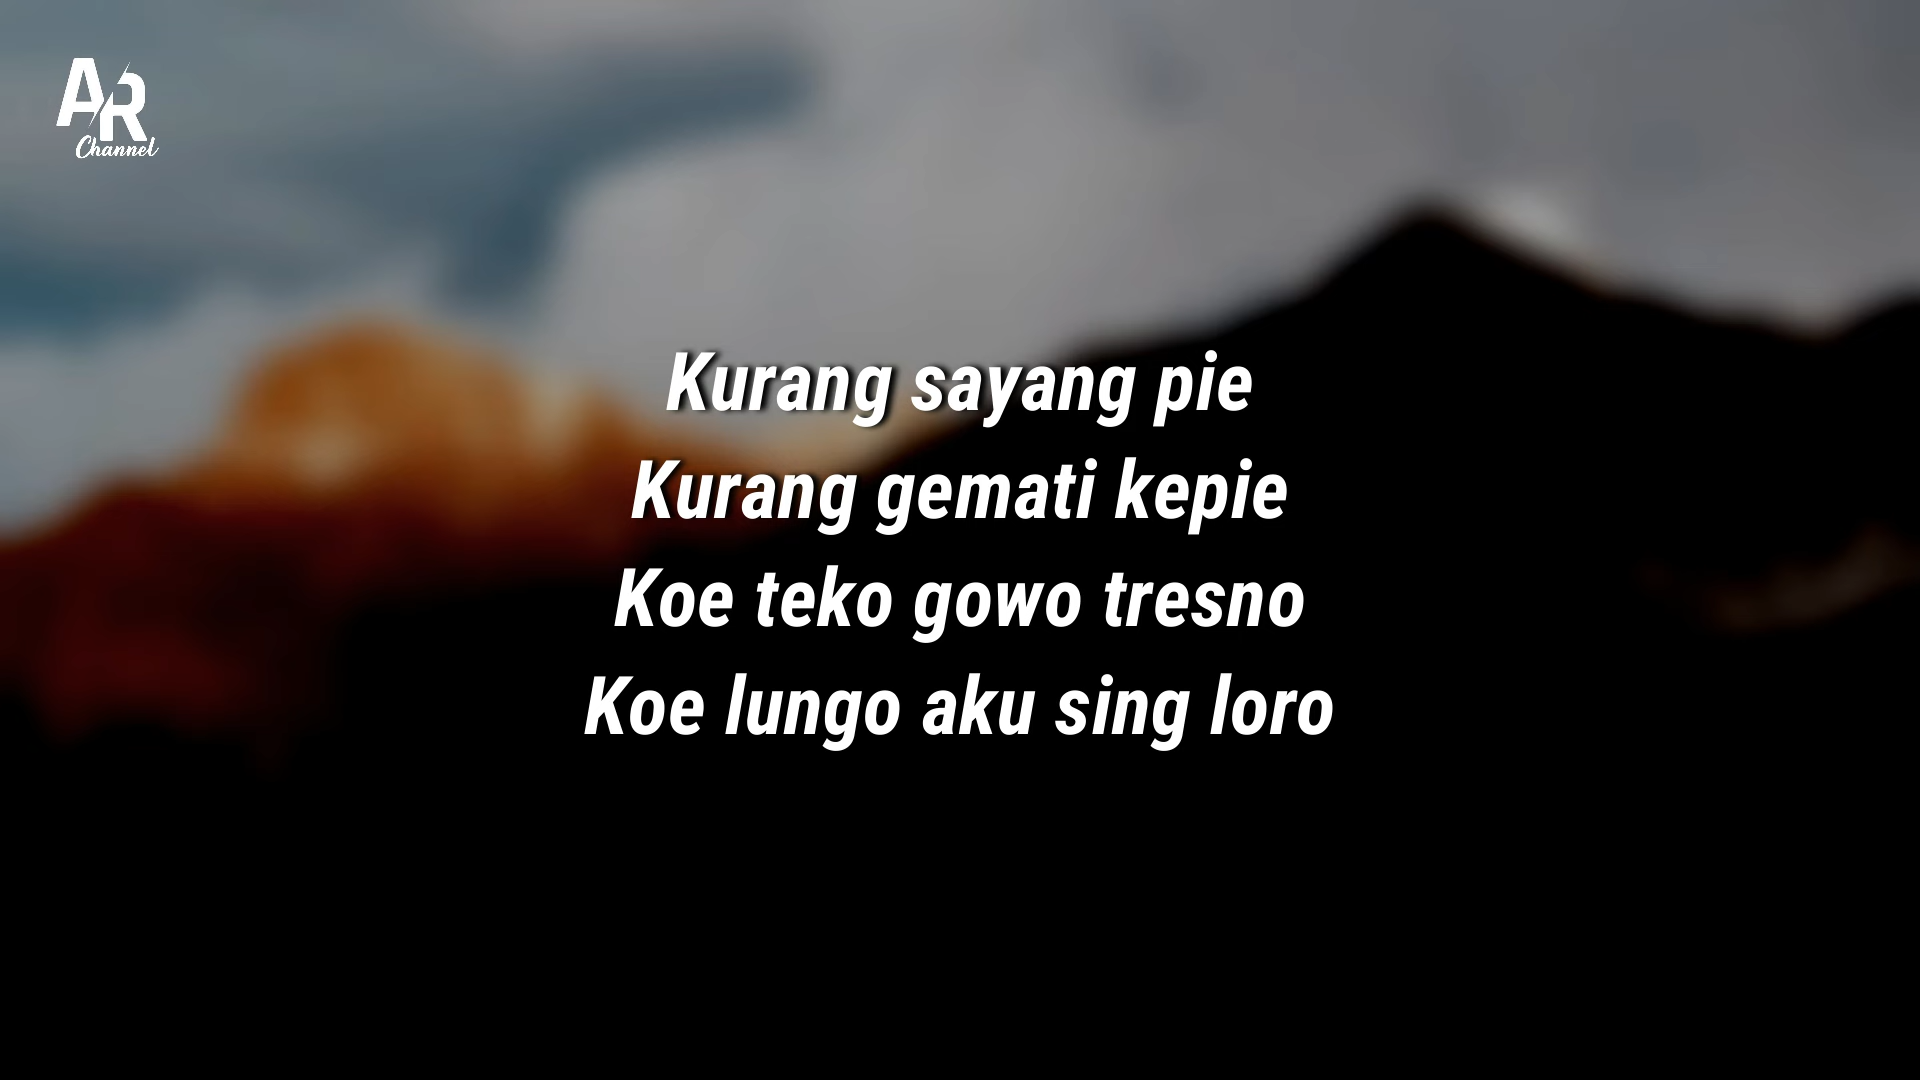 AR
Channel
Kurang sayang pie
Kurang gemati kepie
Koe teko gowo tresno
Koe lungo aku sing loro